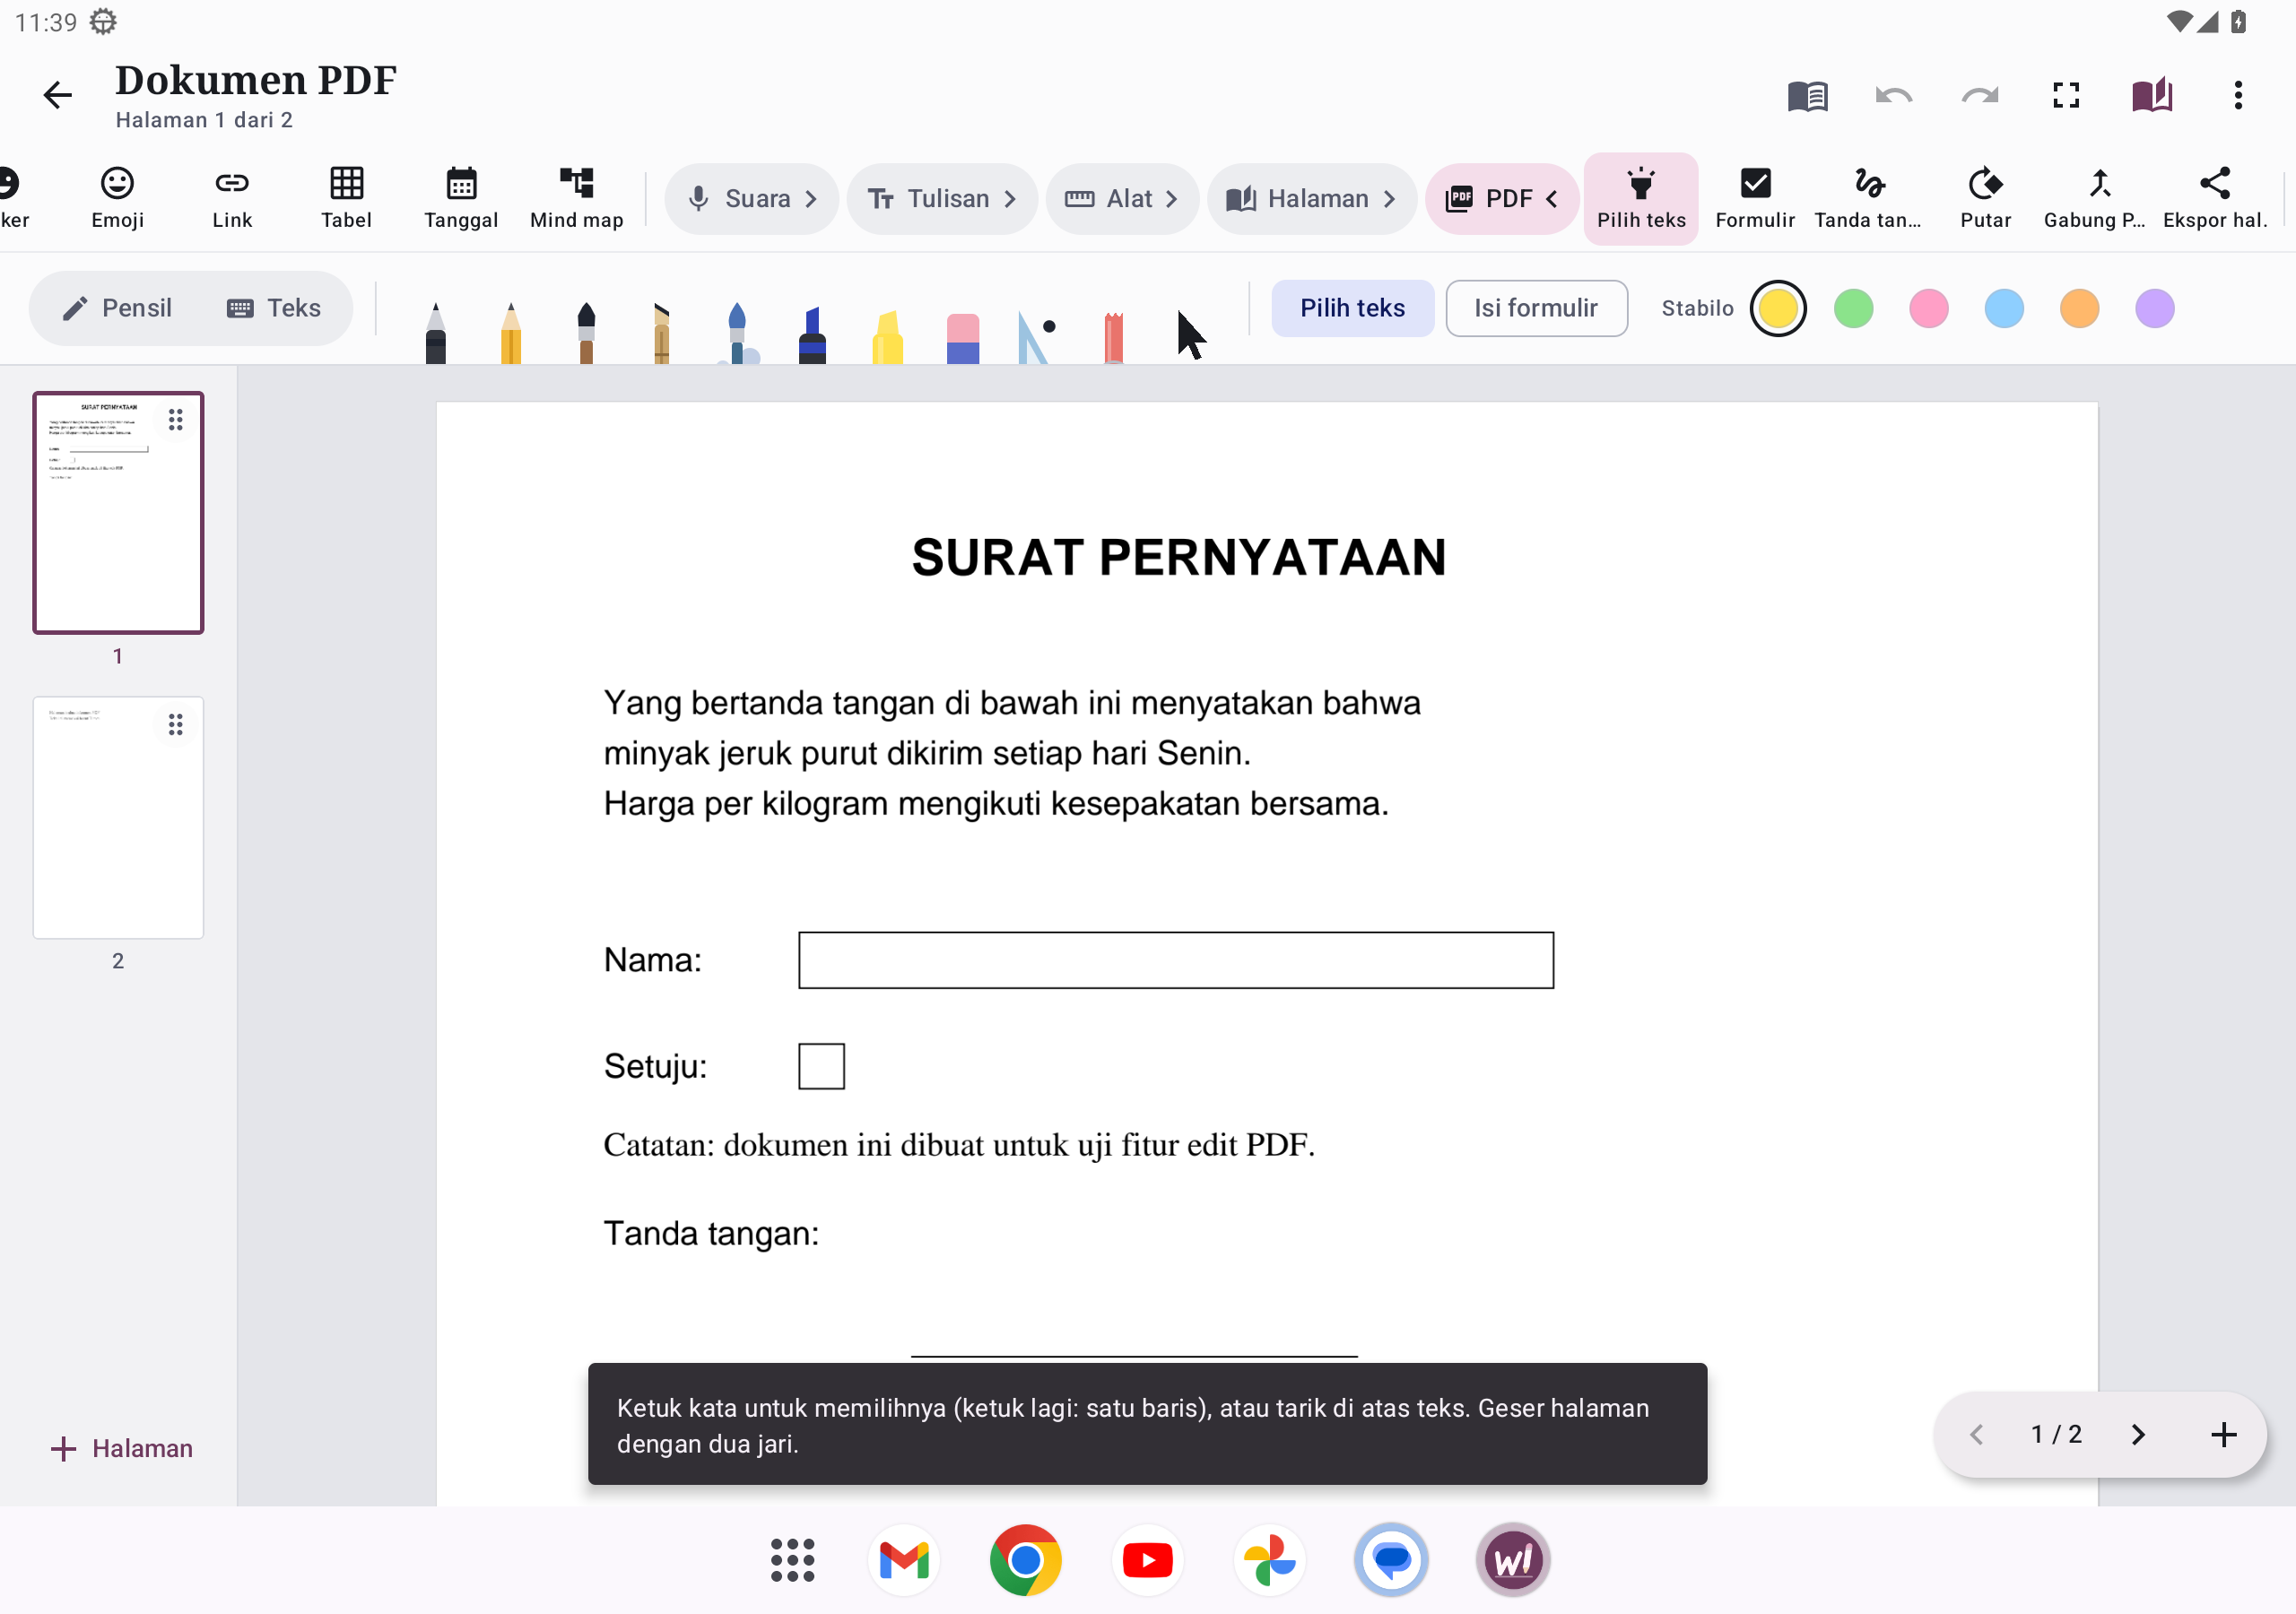 11:39
Dokumen PDF
Halaman 1 dari 2
ker
Emoji
Link
Tabel
Tanggal
Mind map
Suara
Tulisan
Alat
Halaman
PDF
Pilih teks
Formulir
Tanda tan...
Putar
Gabung P...
Ekspor hal.
Pensil
Teks
Pilih teks
Isi formulir
Stabilo
SURAT PERNYATAAN
1
2
Halaman
SURAT PERNYATAAN
Yang bertanda tangan di bawah ini menyatakan bahwa
minyak jeruk purut dikirim setiap hari Senin.
Harga per kilogram mengikuti kesepakatan bersama.
Nama:
Setuju:
Catatan: dokumen ini dibuat untuk uji fitur edit PDF.
Tanda tangan:
Ketuk kata untuk memilihnya (ketuk lagi: satu baris), atau tarik di atas teks. Geser halaman
dengan dua jari.
1 / 2